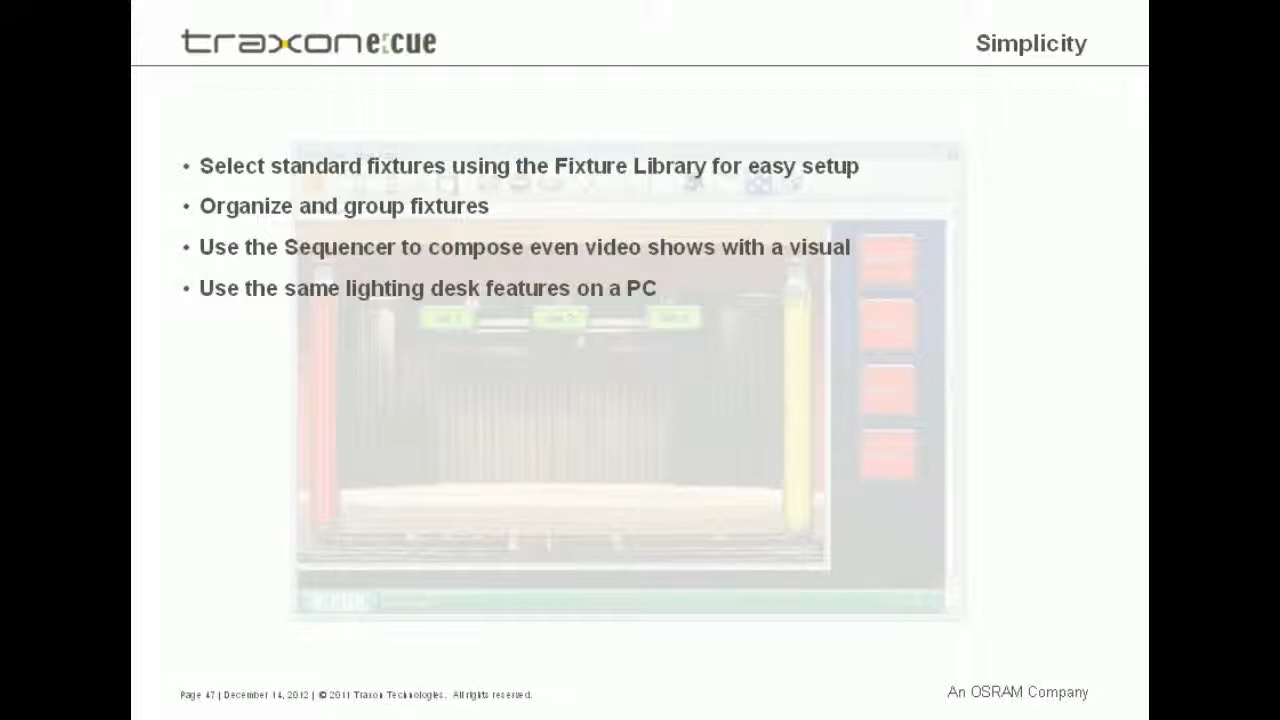 traxon e:cue
Simplicity
• Select standard fixtures using the Fixture Library for easy setup
• Organize and group fixtures
• Use the Sequencer to compose even video shows with a visual
• Use the same lighting desk features on a PC
Page 47 | December 14, 2012 | © 2011 Traxon Technologies. All rights reserved.
An OSRAM Company